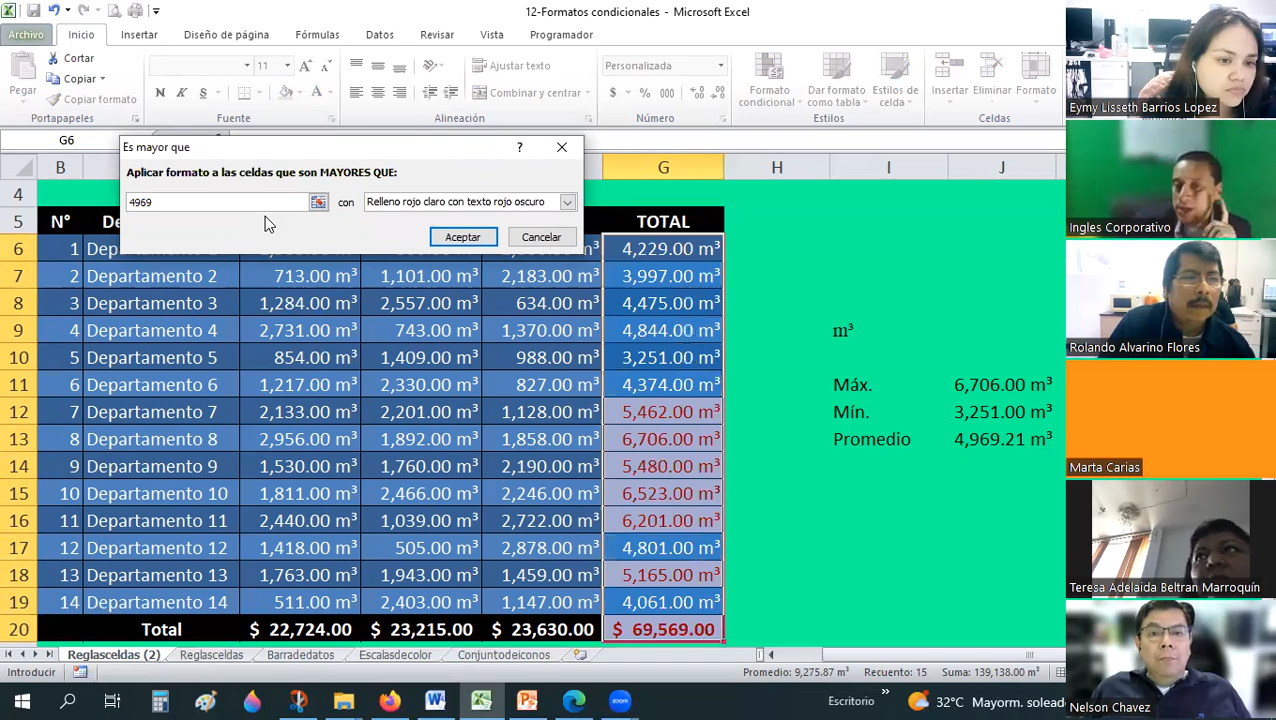 12-Formatos condicionales - Microsoft Excel
Archivo Inicio Insertar Diseño de página Fórmulas Datos Revisar Vista Programador
Pegar Cortar Copiar Copiar formato
N K S 11 A A A
Ajustar texto
Combinar y centrar
Personalizada
$ % 000
Formato condicional Dar formato como tabla Estilos de celda
Insertar Eliminar Formato
Portapapeles Fuente Alineación Número Estilos Celdas
G6
Es mayor que ?
Aplicar formato a las celdas que son MAYORES QUE:
4969 con Relleno rojo claro con texto rojo oscuro
Aceptar Cancelar
B G H I J
4
5 N° TOTAL
6 1 4,229.00 m³
7 2 Departamento 2 713.00 m³ 1,101.00 m³ 2,183.00 m³ 3,997.00 m³
8 3 Departamento 3 1,284.00 m³ 2,557.00 m³ 634.00 m³ 4,475.00 m³
9 4 Departamento 4 2,731.00 m³ 743.00 m³ 1,370.00 m³ 4,844.00 m³ m³
10 5 Departamento 5 854.00 m³ 1,409.00 m³ 988.00 m³ 3,251.00 m³
11 6 Departamento 6 1,217.00 m³ 2,330.00 m³ 827.00 m³ 4,374.00 m³ Máx. 6,706.00 m³
12 7 Departamento 7 2,133.00 m³ 2,201.00 m³ 1,128.00 m³ 5,462.00 m³ Mín. 3,251.00 m³
13 8 Departamento 8 2,956.00 m³ 1,892.00 m³ 1,858.00 m³ 6,706.00 m³ Promedio 4,969.21 m³
14 9 Departamento 9 1,530.00 m³ 1,760.00 m³ 2,190.00 m³ 5,480.00 m³
15 10 Departamento 10 1,811.00 m³ 2,466.00 m³ 2,246.00 m³ 6,523.00 m³
16 11 Departamento 11 2,440.00 m³ 1,039.00 m³ 2,722.00 m³ 6,201.00 m³
17 12 Departamento 12 1,418.00 m³ 505.00 m³ 2,878.00 m³ 4,801.00 m³
18 13 Departamento 13 1,763.00 m³ 1,943.00 m³ 1,459.00 m³ 5,165.00 m³
19 14 Departamento 14 511.00 m³ 2,403.00 m³ 1,147.00 m³ 4,061.00 m³
20 Total $ 22,724.00 $ 23,215.00 $ 23,630.00 $ 69,569.00
Reglasceldas (2) Reglasceldas Barradedatos Escalasdecolor Conjuntodeiconos
Introducir Promedio: 9,275.87 m³ Recuento: 15 Suma: 139,138.00 m³
Escritorio » 32°C Mayorm. soleado
Eymy Lisseth Barrios Lopez
Ingles Corporativo
Rolando Alvarino Flores
Marta Carias
Teresa Adelaida Beltran Marroquín
Nelson Chavez